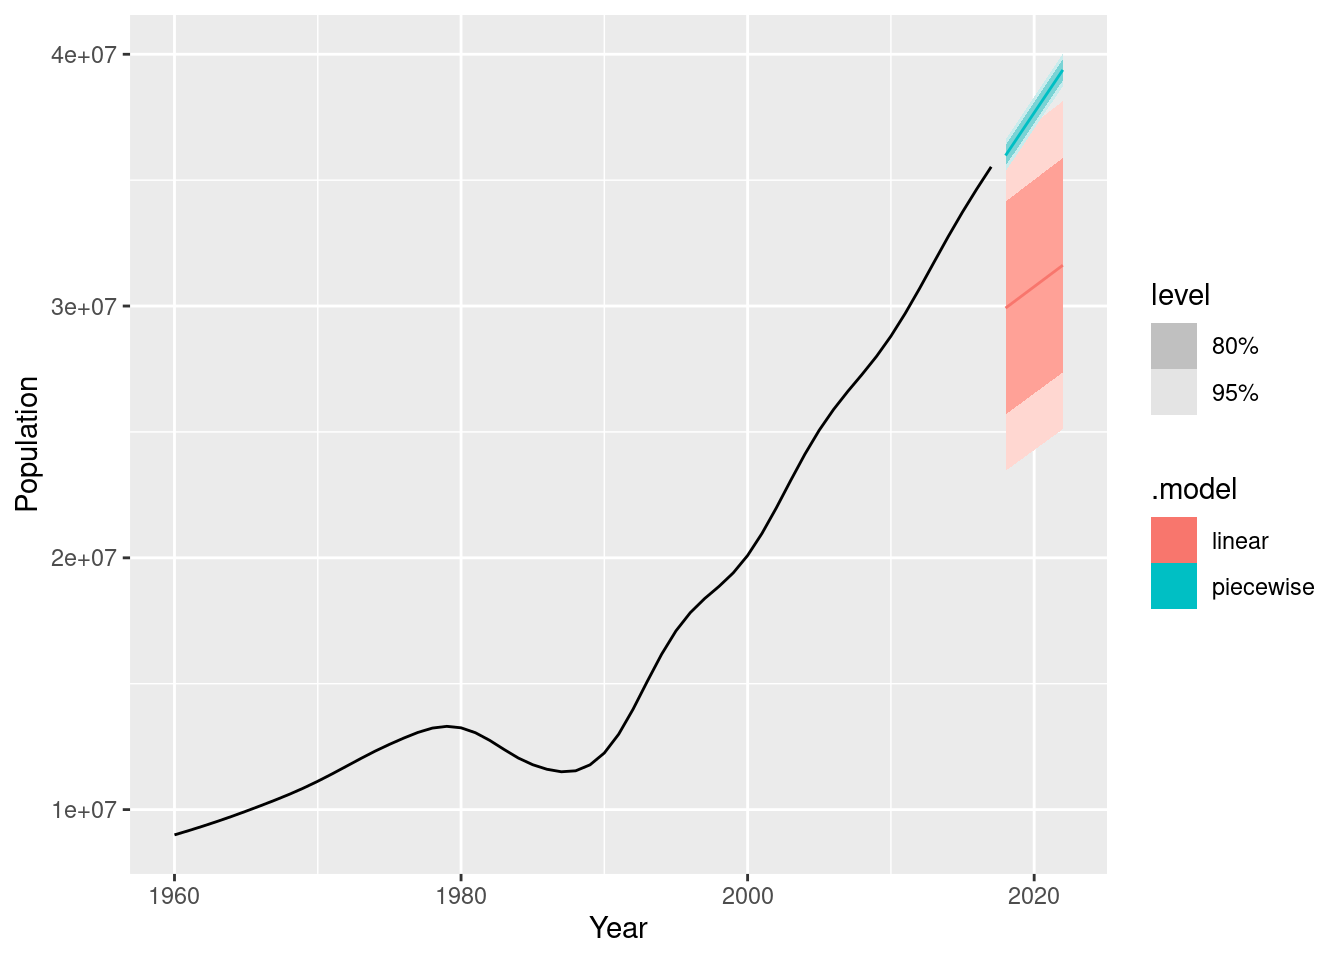 4e+07
3e+07
2e+07
1e+07
Population
1960
1980
2000
2020
Year
level
80%
95%
.model
linear
piecewise